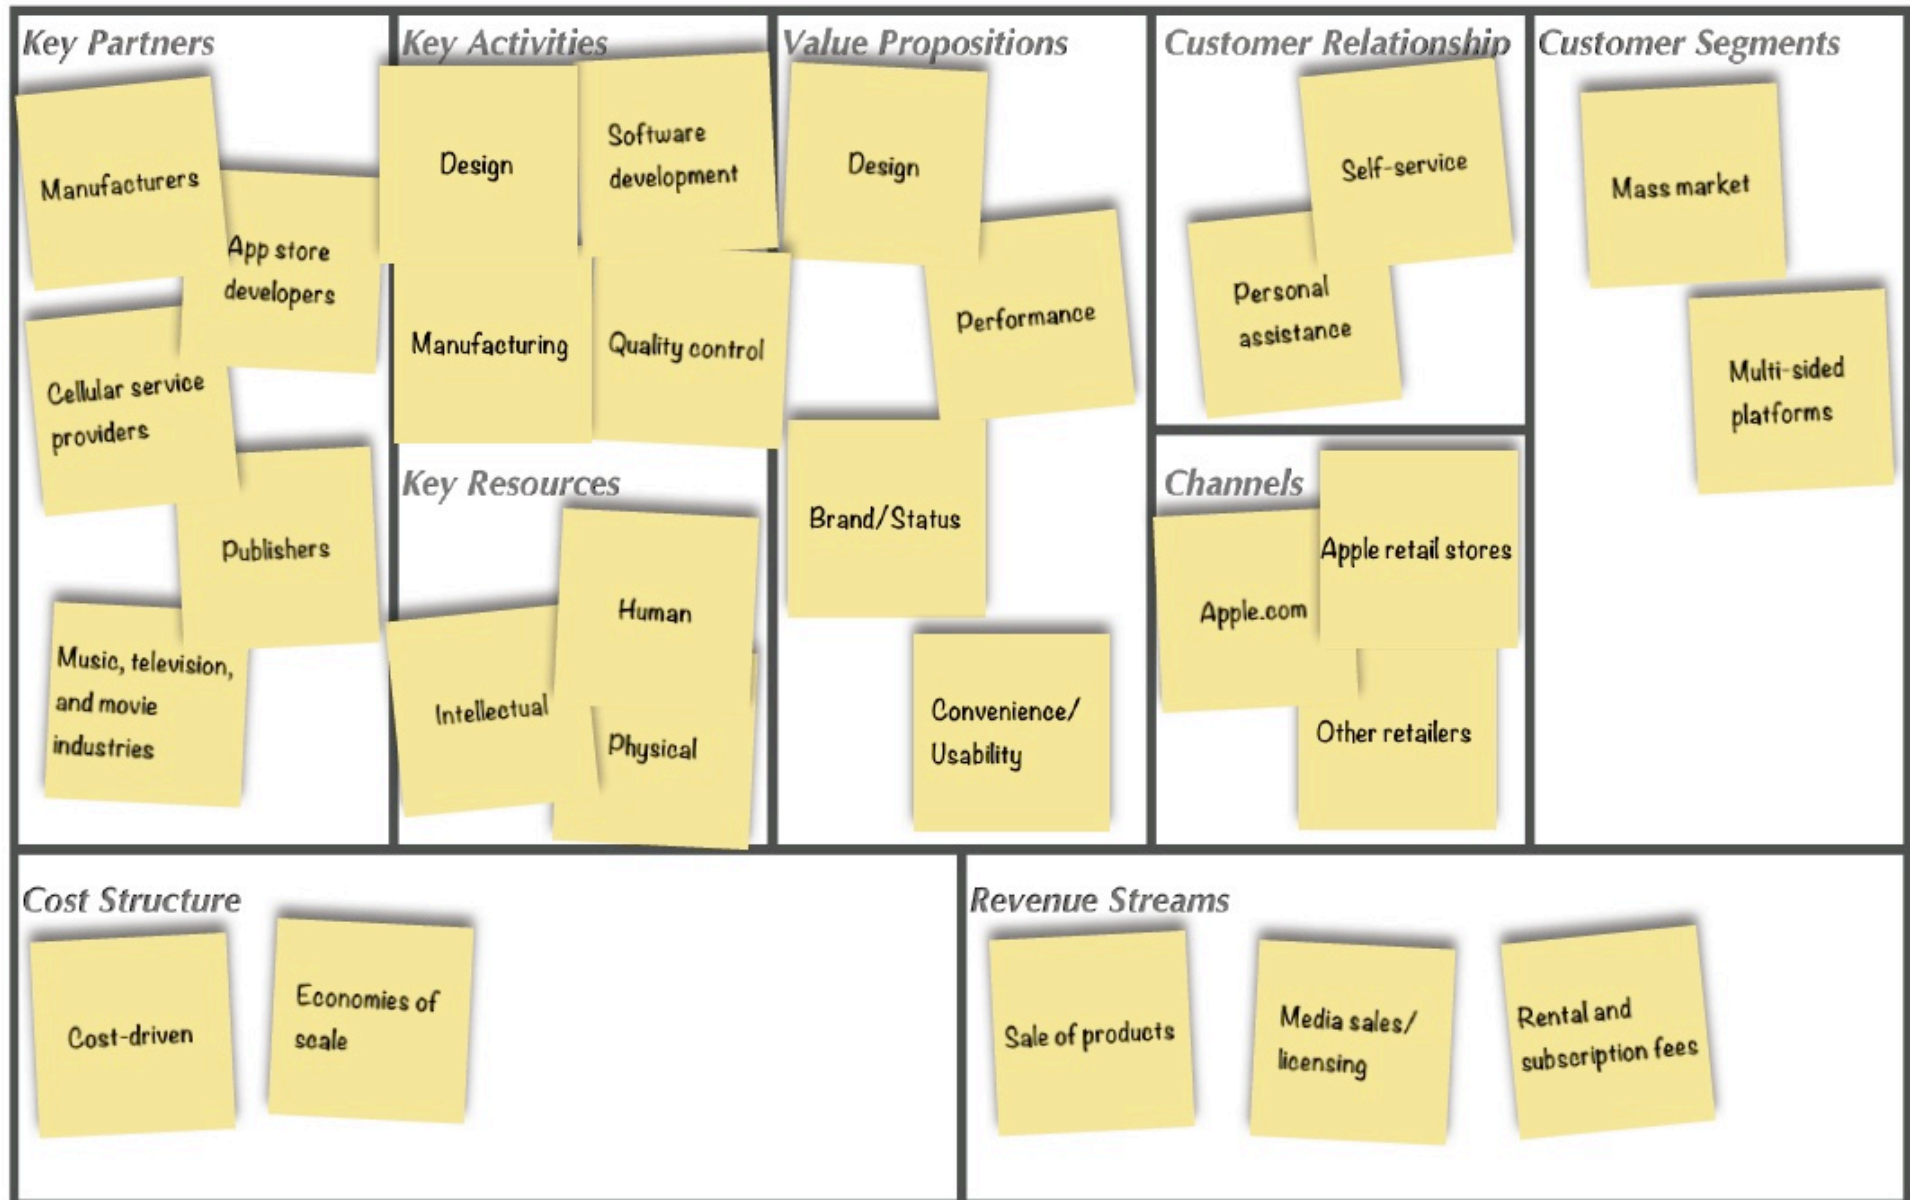 Key Partners
Manufacturers
App store
developers
Cellular service
providers
Publishers
Music, television,
and movie
industries
Key Activities
Design
Software
development
Manufacturing
Quality control
Key Resources
Human
Intellectual
Physical
Value Propositions
Design
Performance
Brand/Status
Convenience/
Usability
Customer Relationship
Self-service
Personal
assistance
Channels
Apple retail stores
Apple.com
Other retailers
Customer Segments
Mass market
Multi-sided
platforms
Cost Structure
Cost-driven
Economies of
scale
Revenue Streams
Sale of products
Media sales/
licensing
Rental and
subscription fees